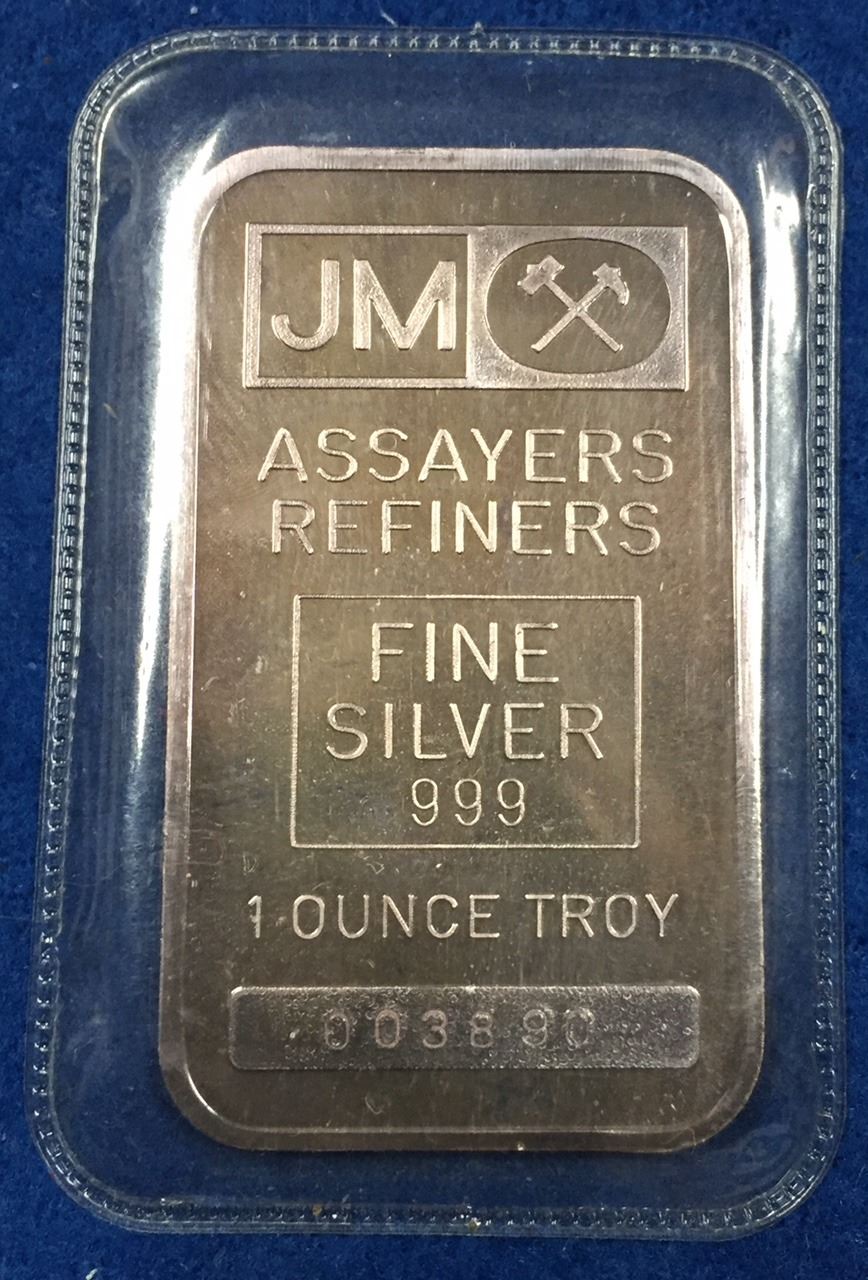 JM
ASSAYERS
REFINERS
FINE
SILVER
999
1 OUNCE TROY
003890